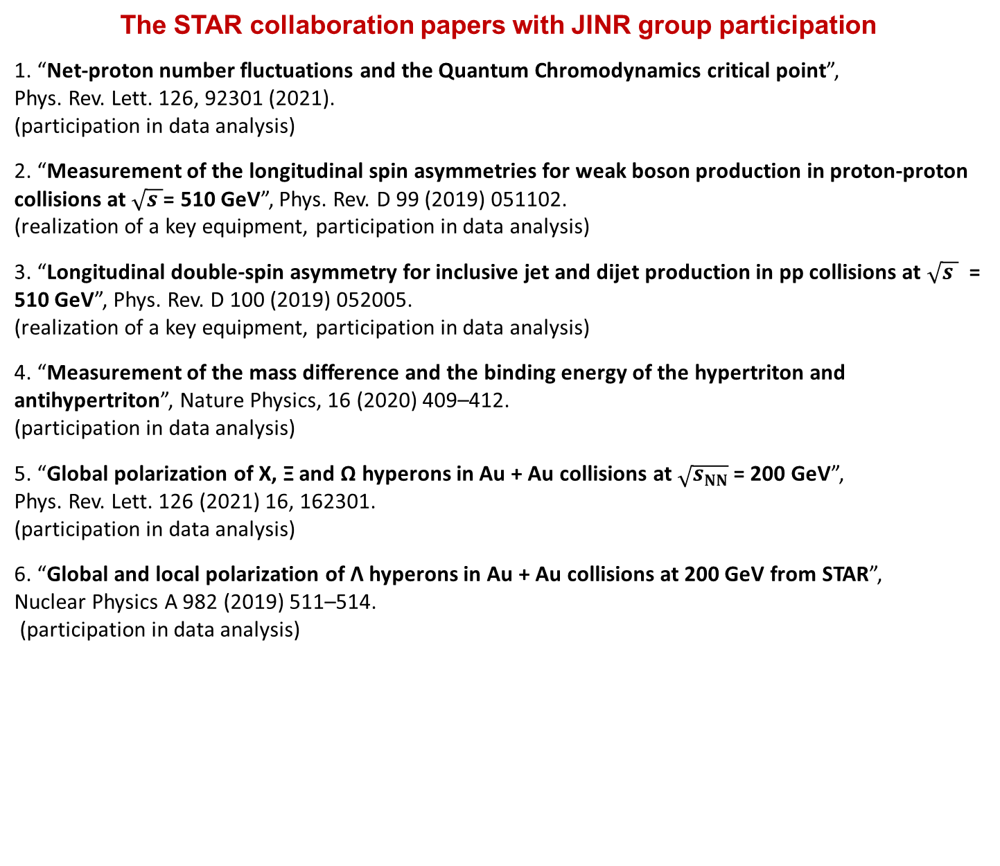 The STAR collaboration papers with JINR group participation
1. “Net-proton number fluctuations and the Quantum Chromodynamics critical point”,
Phys. Rev. Lett. 126, 92301 (2021).
(participation in data analysis)
2. “Measurement of the longitudinal spin asymmetries for weak boson production in proton-proton
collisions at √s = 510 GeV”, Phys. Rev. D 99 (2019) 051102.
(realization of a key equipment, participation in data analysis)
3. “Longitudinal double-spin asymmetry for inclusive jet and dijet production in pp collisions at √s =
510 GeV”, Phys. Rev. D 100 (2019) 052005.
(realization of a key equipment, participation in data analysis)
4. “Measurement of the mass difference and the binding energy of the hypertriton and
antihypertriton”, Nature Physics, 16 (2020) 409–412.
(participation in data analysis)
5. “Global polarization of X, Ξ and Ω hyperons in Au + Au collisions at √sNN = 200 GeV”,
Phys. Rev. Lett. 126 (2021) 16, 162301.
(participation in data analysis)
6. “Global and local polarization of Λ hyperons in Au + Au collisions at 200 GeV from STAR”,
Nuclear Physics A 982 (2019) 511–514.
(participation in data analysis)